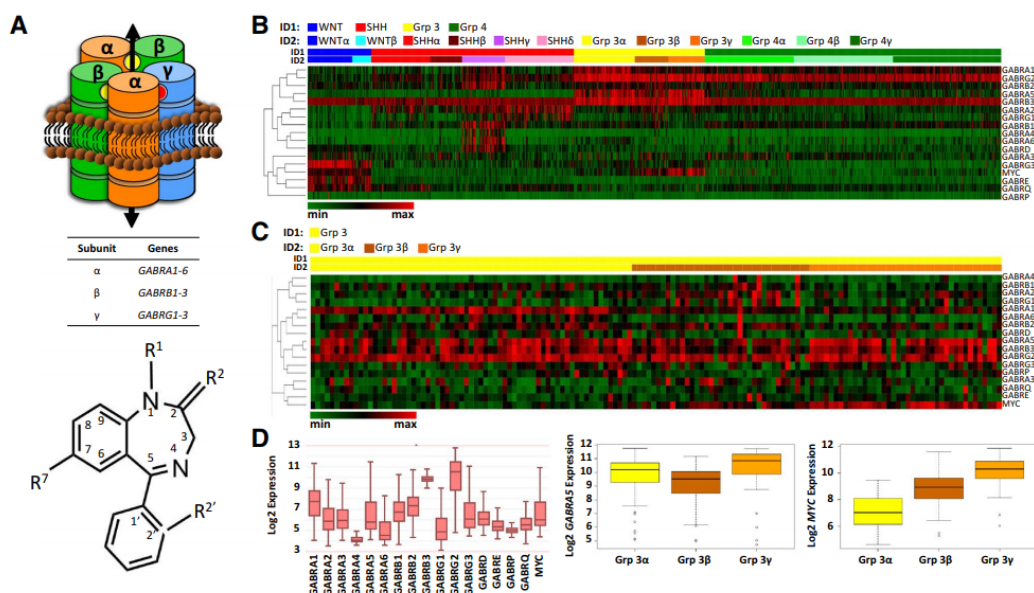 A
α
β
β
γ
α
Subunit Genes
α GABRA1-6
β GABRB1-3
γ GABRG1-3
R¹
R²
N
1
2
3
4
N
5
6
7
8
9
R⁷
1'
2'
R²'
B
ID1: WNT SHH Grp 3 Grp 4
ID2: WNTα WNTβ SHHα SHHβ SHHγ SHHδ Grp 3α Grp 3β Grp 3γ Grp 4α Grp 4β Grp 4γ
ID1
ID2
GABRA1
GABRG2
GABRB2
GABRA5
GABRB3
GABRA2
GABRG1
GABRB1
GABRA4
GABRA6
GABRD
GABRA3
GABRG3
MYC
GABRE
GABRQ
GABRP
min max
C
ID1: Grp 3
ID2: Grp 3α Grp 3β Grp 3γ
ID1
ID2
GABRA4
GABRB1
GABRA2
GABRG1
GABRA1
GABRA6
GABRB2
GABRD
GABRA5
GABRB3
GABRG2
GABRG3
GABRP
GABRA3
GABRQ
GABRE
MYC
min max
D
Log2 Expression
13
11
9
7
5
3
GABRA1
GABRA2
GABRA3
GABRA4
GABRA5
GABRA6
GABRB1
GABRB2
GABRB3
GABRG1
GABRG2
GABRG3
GABRD
GABRE
GABRP
GABRQ
MYC
Log2 GABRA5 Expression
12
11
10
9
8
7
6
5
Grp 3α Grp 3β Grp 3γ
Log2 MYC Expression
12
10
8
6
Grp 3α Grp 3β Grp 3γ